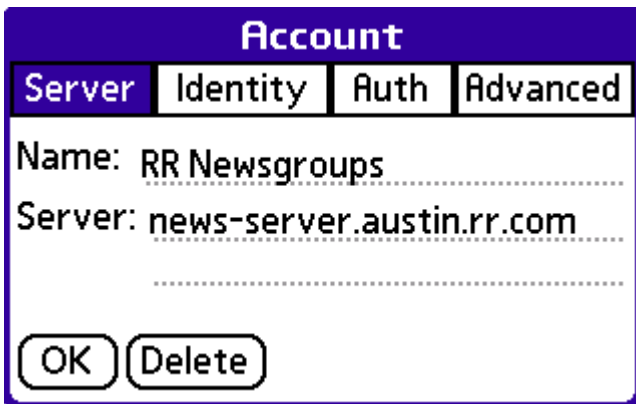 Account
Server Identity Auth Advanced
Name: RR Newsgroups
Server: news-server.austin.rr.com
OK Delete